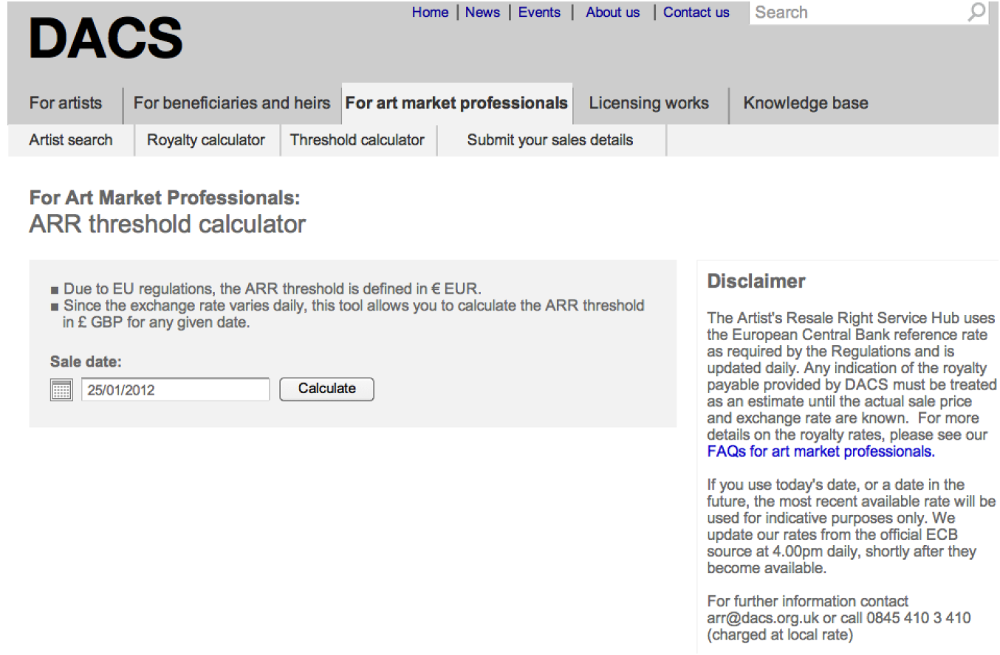 DACS
Home | News | Events | About us | Contact us
Search
For artists
For beneficiaries and heirs
For art market professionals
Licensing works
Knowledge base
Artist search
Royalty calculator
Threshold calculator
Submit your sales details
For Art Market Professionals:
ARR threshold calculator
■ Due to EU regulations, the ARR threshold is defined in € EUR.
■ Since the exchange rate varies daily, this tool allows you to calculate the ARR threshold
in £ GBP for any given date.
Sale date:
25/01/2012
Calculate
Disclaimer
The Artist's Resale Right Service Hub uses
the European Central Bank reference rate
as required by the Regulations and is
updated daily. Any indication of the royalty
payable provided by DACS must be treated
as an estimate until the actual sale price
and exchange rate are known.  For more
details on the royalty rates, please see our
FAQs for art market professionals.
If you use today's date, or a date in the
future, the most recent available rate will be
used for indicative purposes only. We
update our rates from the official ECB
source at 4.00pm daily, shortly after they
become available.
For further information contact
arr@dacs.org.uk or call 0845 410 3 410
(charged at local rate)